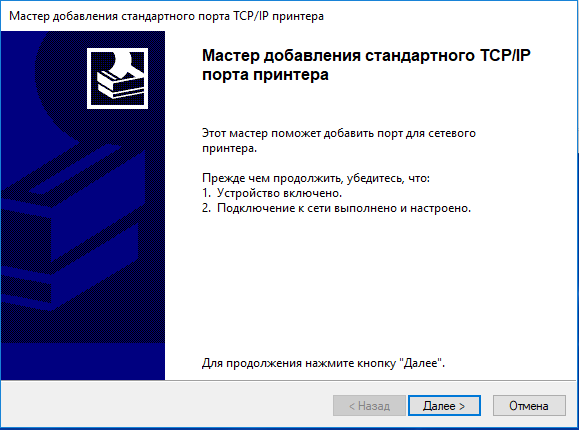 Мастер добавления стандартного порта TCP/IP принтера
Мастер добавления стандартного TCP/IP
порта принтера
Этот мастер поможет добавить порт для сетевого
принтера.
Прежде чем продолжить, убедитесь, что:
1. Устройство включено.
2. Подключение к сети выполнено и настроено.
Для продолжения нажмите кнопку "Далее".
< Назад
Далее >
Отмена